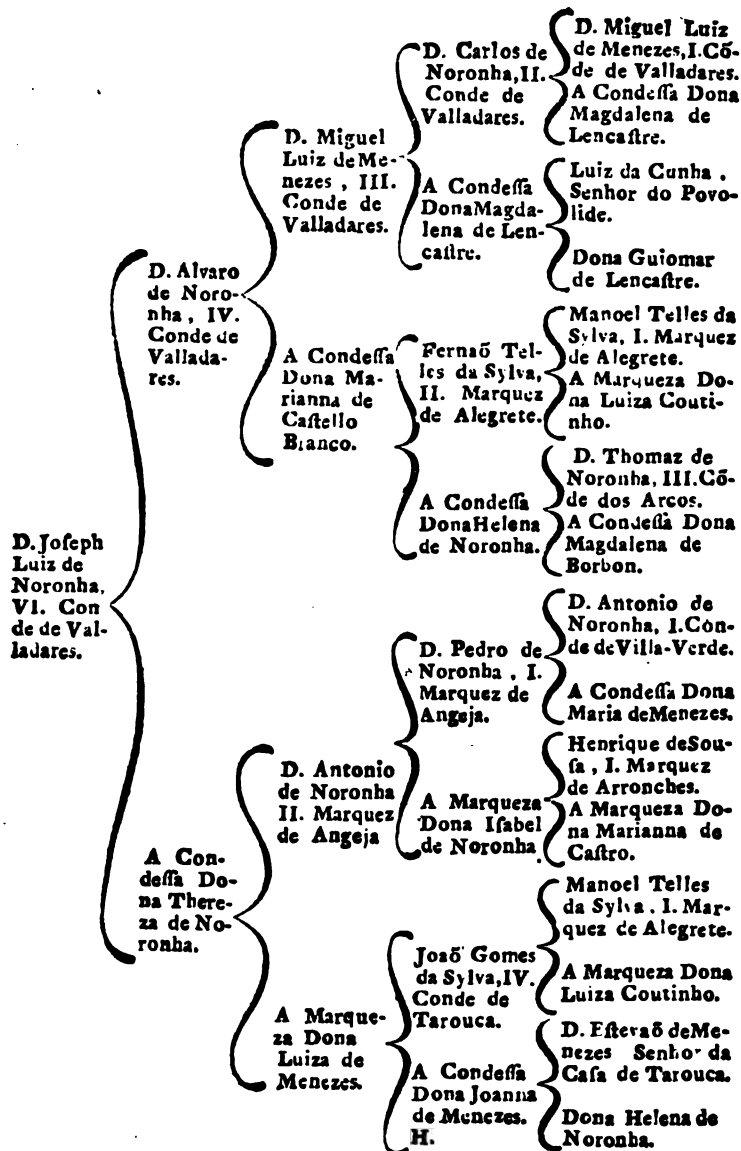 D. Joſeph
Luiz de
Noronha,
VI. Con
de de Val-
ladares.
D. Alvaro
de Noro-
nha, IV.
Conde de
Vallada-
res.
A Con-
deſſa Do-
na There-
za de No-
ronha.
D. Miguel
Luiz de Me-
nezes, III.
Conde de
Valladares.
A Condeſſa
Dona Ma-
rianna de
Caſtello
Branco.
D. Antonio
de Noronha
II. Marquez
de Angeja
A Marque-
za Dona
Luiza de
Menezes.
D. Carlos de
Noronha, II.
Conde de
Valladares.
A Condeſſa
Dona Magda-
lena de Len-
caſtre.
Fernaõ Tel-
les da Sylva,
II. Marquez
de Alegrete.
A Condeſſa
Dona Helena
de Noronha.
D. Pedro de
Noronha, I.
Marquez de
Angeja.
A Marqueza
Dona Iſabel
de Noronha.
Joaõ Gomes
da Sylva, IV.
Conde de
Tarouca.
A Condeſſa
Dona Joanna
de Menezes.
H.
D. Miguel Luiz
de Menezes, I. Cõ-
de de Valladares.
A Condeſſa Dona
Magdalena de
Lencaſtre.
Luiz da Cunha,
Senhor do Povo-
lide.
Dona Guiomar
de Lencaſtre.
Manoel Telles da
Sylva, I. Marquez
de Alegrete.
A Marqueza Do-
na Luiza Couti-
nho.
D. Thomaz de
Noronha, III. Cõ-
de dos Arcos.
A Condeſſa Dona
Magdalena de
Borbon.
D. Antonio de
Noronha, I. Con-
de de Villa-Verde.
A Condeſſa Dona
Maria de Menezes.
Henrique de Sou-
ſa, I. Marquez
de Arronches.
A Marqueza Do-
na Marianna de
Caſtro.
Manoel Telles
da Sylva, I. Mar-
quez de Alegrete.
A Marqueza Dona
Luiza Coutinho.
D. Eſtevaõ de Me-
nezes Senhor da
Caſa de Tarouca.
Dona Helena de
Noronha.